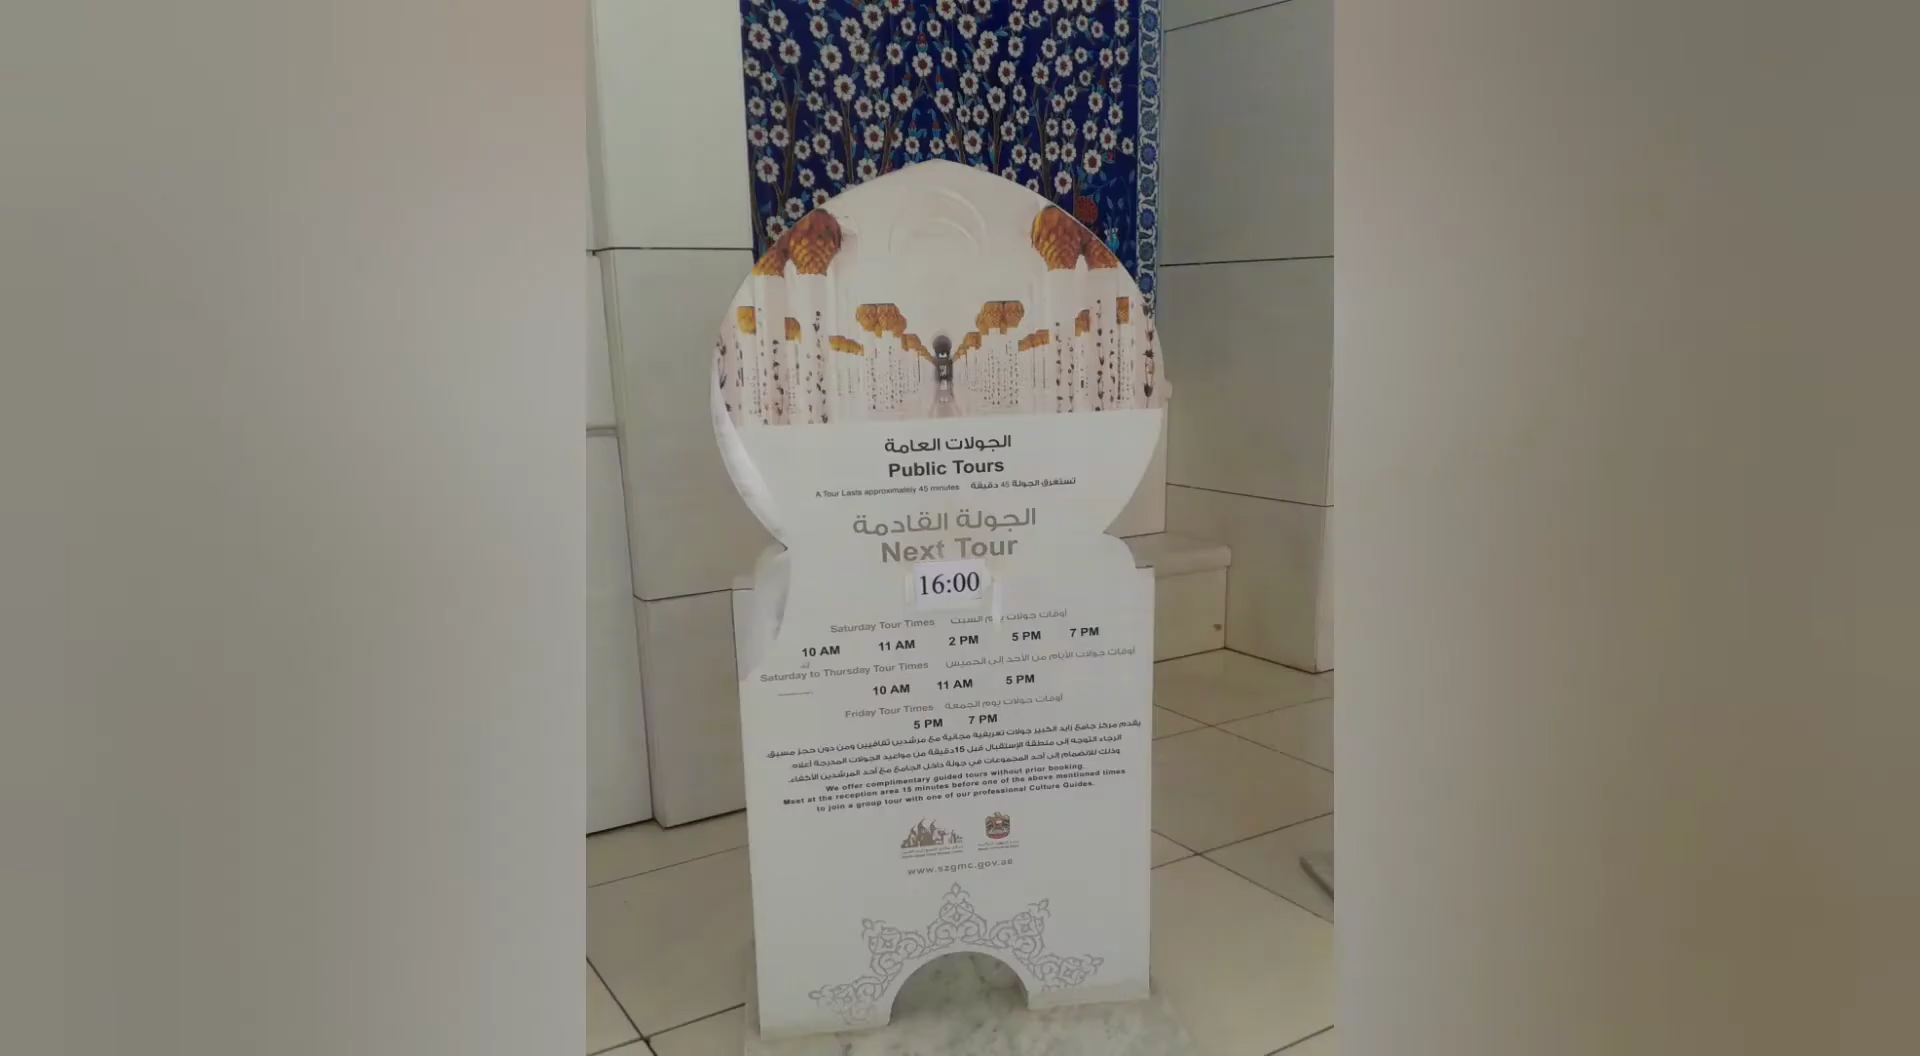 الجولات العامة
Public Tours
A Tour Lasts approximately 45 minutes تستغرق الجولة 45 دقيقة
الجولة القادمة
Next Tour
16:00
Saturday Tour Times أوقات جولات يوم السبت
10 AM 11 AM 2 PM 5 PM 7 PM
Saturday to Thursday Tour Times أوقات جولات الأيام من الأحد إلى الخميس
10 AM 11 AM 5 PM
Friday Tour Times أوقات جولات يوم الجمعة
5 PM 7 PM
يقدم مركز جامع زايد الكبير جولات تعريفية مجانية مع مرشدين ثقافيين ومن دون حجز مسبق.
الرجاء التوجه إلى منطقة الإستقبال قبل 15دقيقة من مواعيد الجولات المدرجة أعلاه.
وذلك للانضمام إلى أحد المجموعات في جولة داخل الجامع مع أحد المرشدين الأكفاء.
We offer complimentary guided tours without prior booking.
Meet at the reception area 15 minutes before one of the above mentioned times
to join a group tour with one of our professional Culture Guides.
www.szgmc.gov.ae